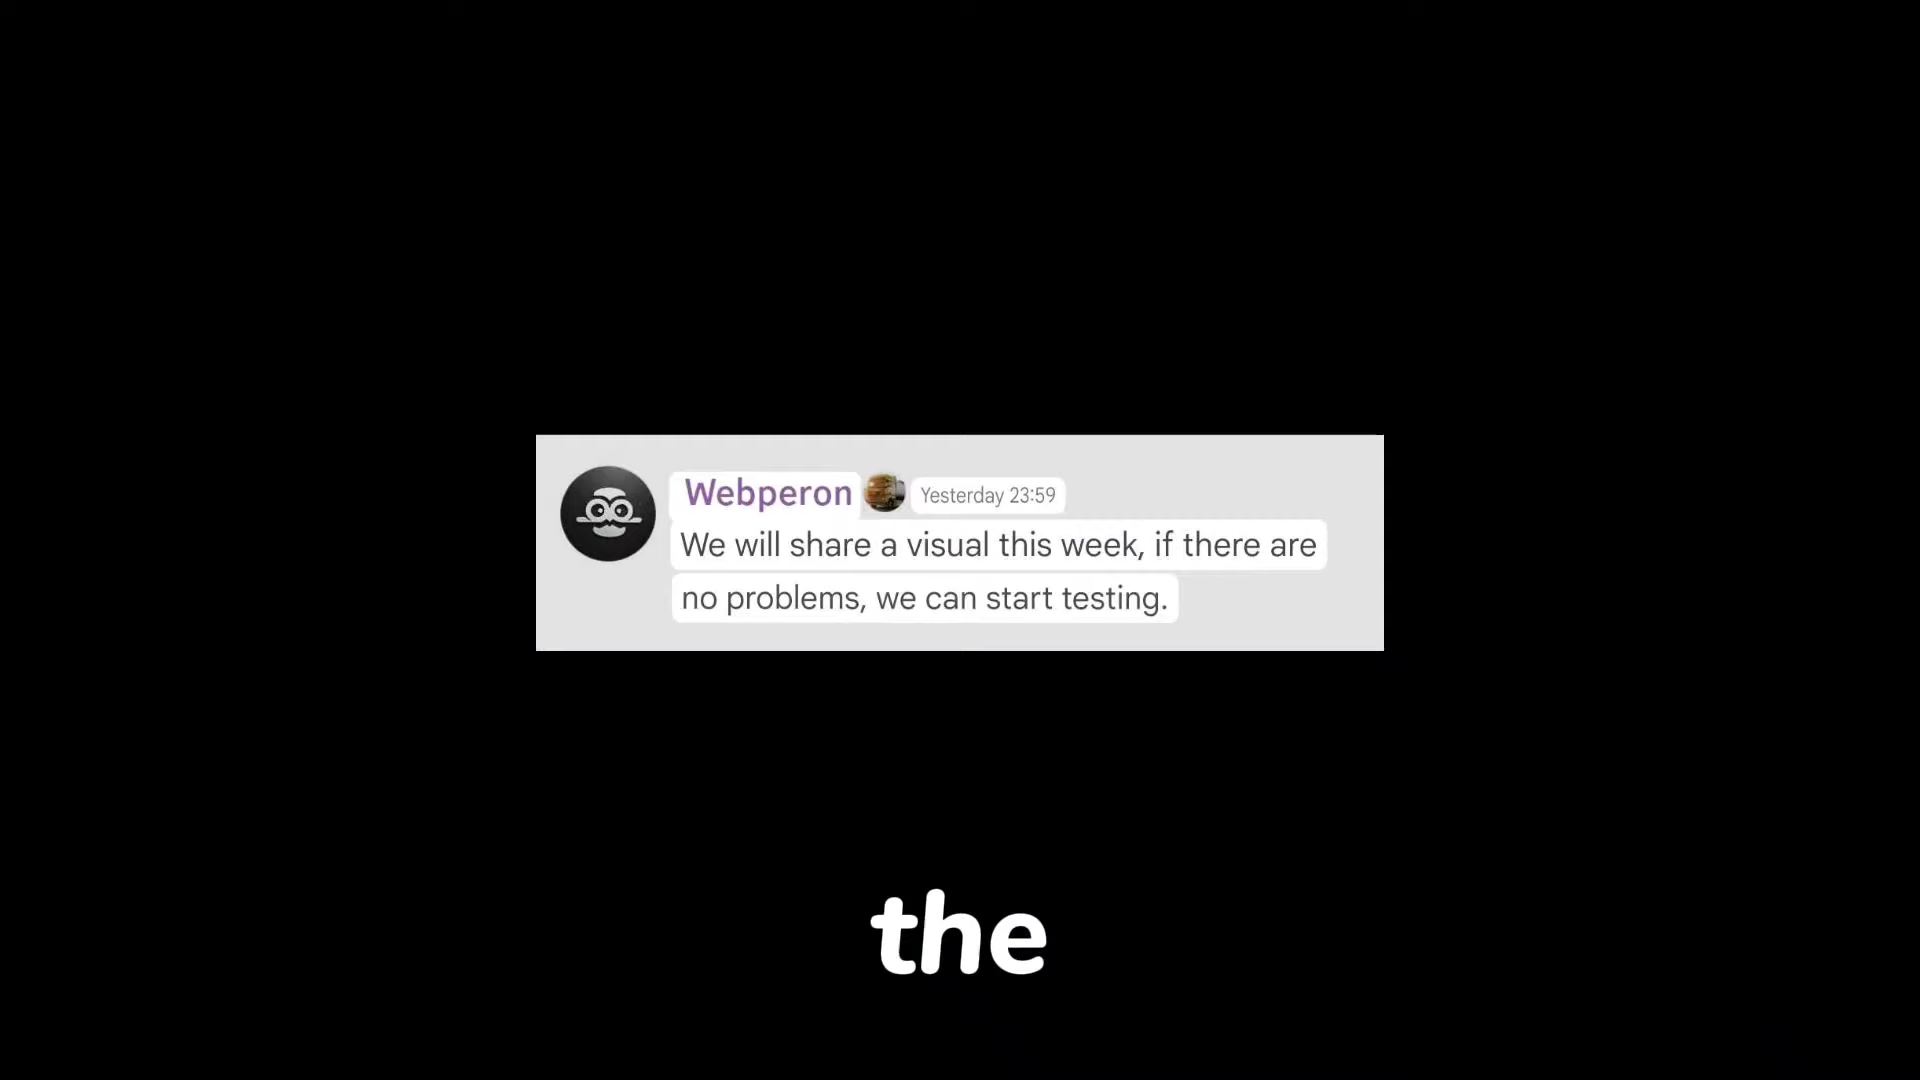 Webperon Yesterday 23:59
We will share a visual this week, if there are
no problems, we can start testing.
the